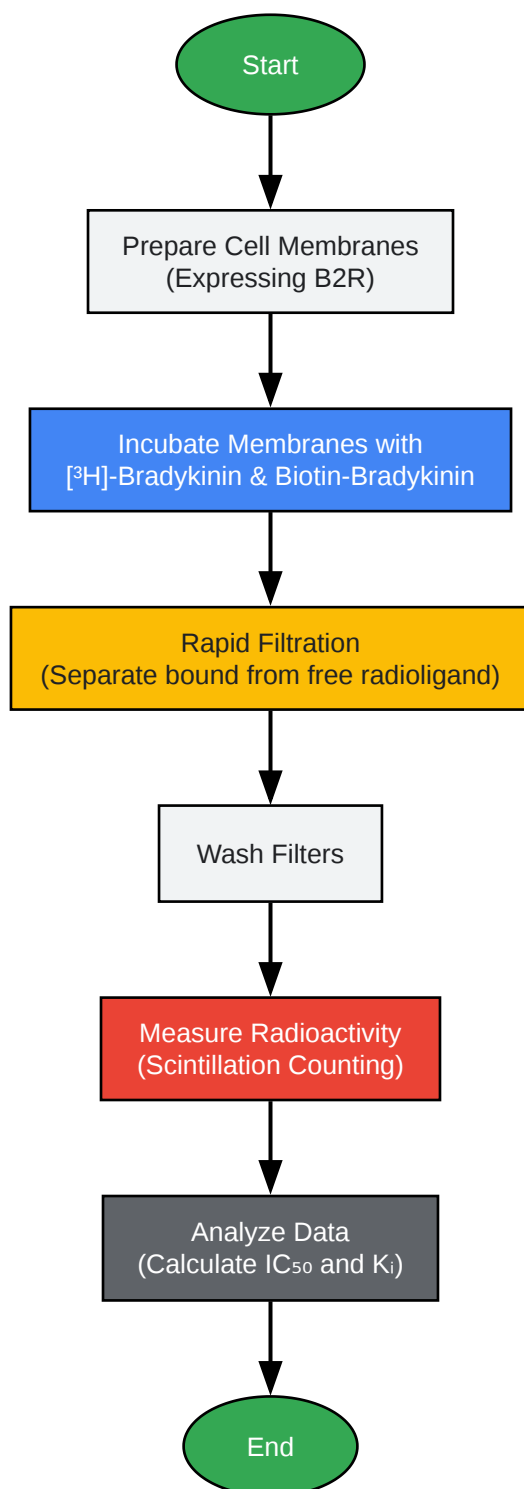 Start
Prepare Cell Membranes
(Expressing B2R)
Incubate Membranes with
[³H]-Bradykinin & Biotin-Bradykinin
Rapid Filtration
(Separate bound from free radioligand)
Wash Filters
Measure Radioactivity
(Scintillation Counting)
Analyze Data
(Calculate IC₅₀ and Kᵢ)
End